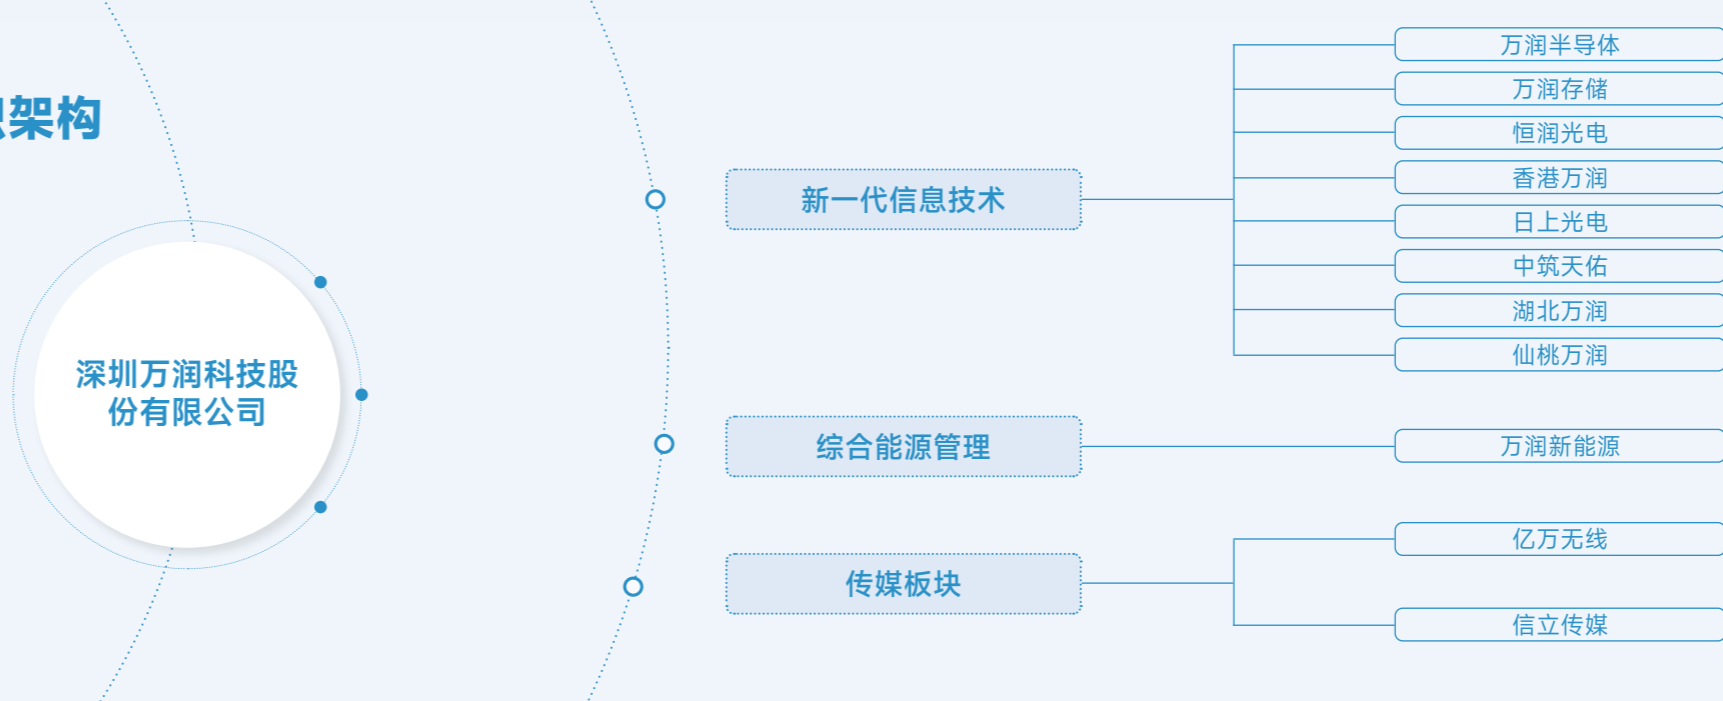 架构
深圳万润科技股
份有限公司
新一代信息技术
万润半导体
万润存储
恒润光电
香港万润
日上光电
中筑天佑
湖北万润
仙桃万润
综合能源管理
万润新能源
传媒板块
亿万无线
信立传媒